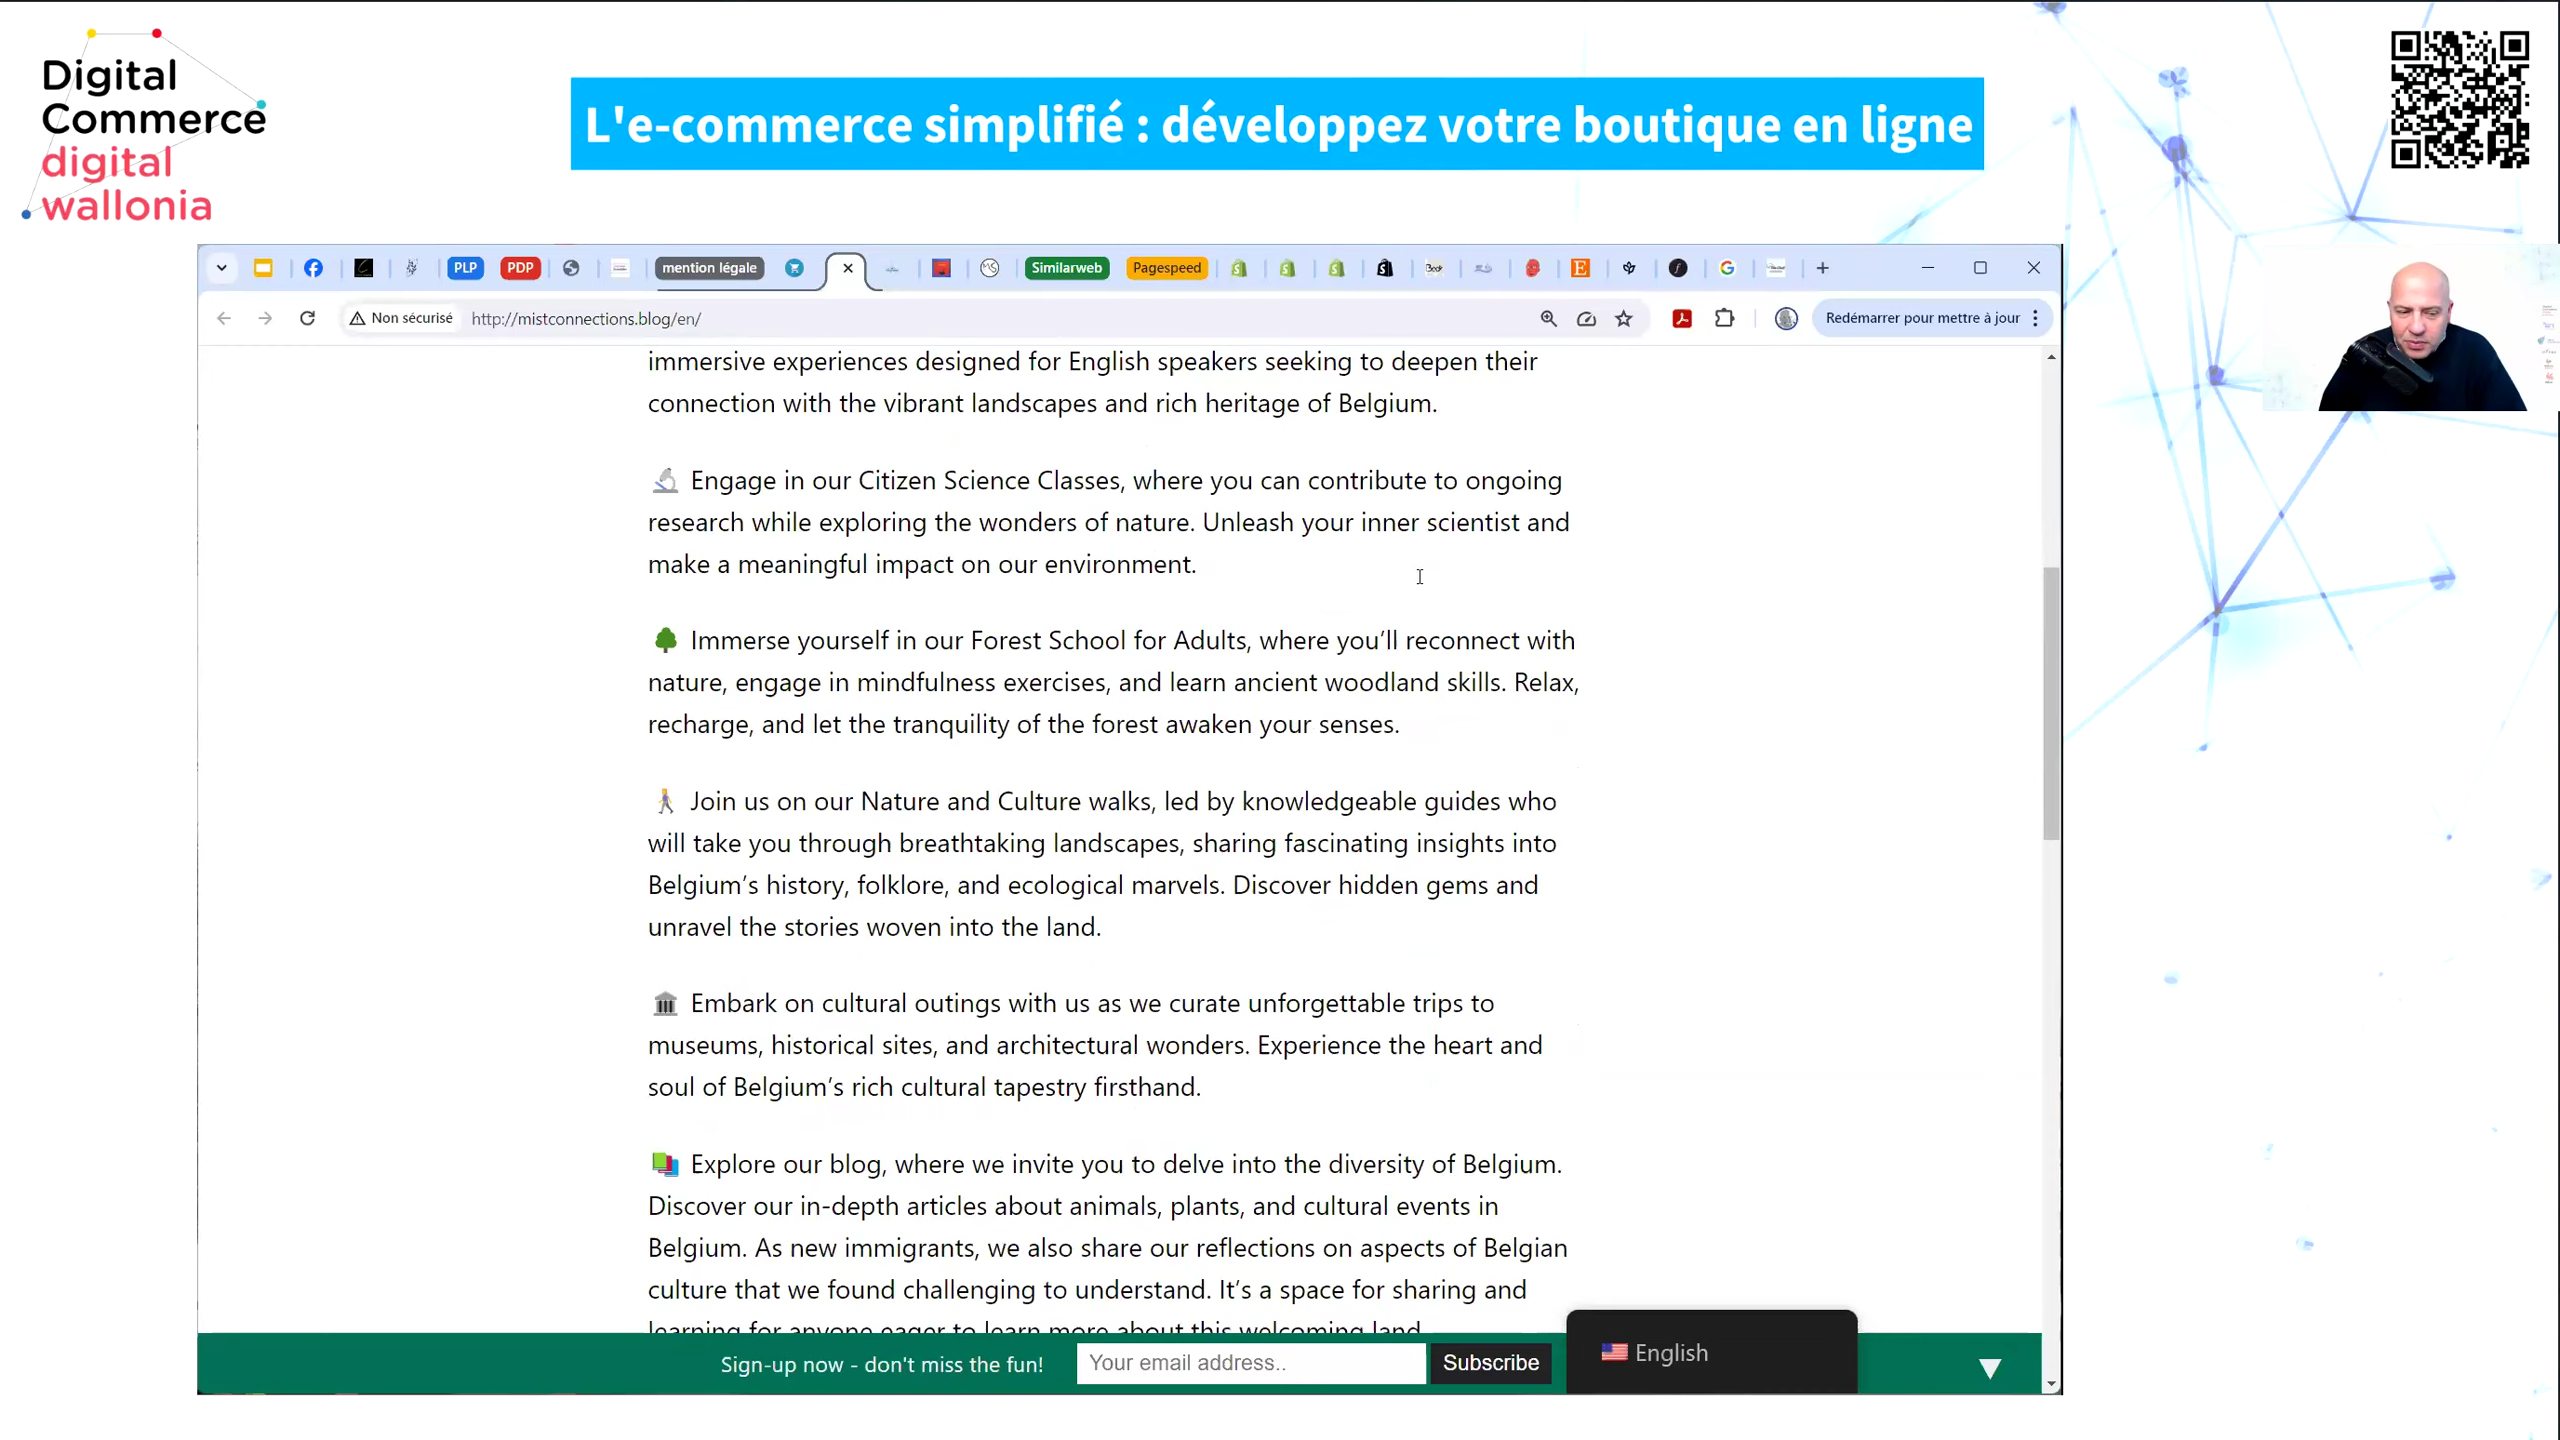 Digital
Commerce
digital
wallonia
L'e-commerce simplifié : développez votre boutique en ligne
PLP
PDP
mention légale
Similarweb
Pagespeed
Non sécurisé
http://mistconnections.blog/en/
Redémarrer pour mettre à jour
immersive experiences designed for English speakers seeking to deepen their
connection with the vibrant landscapes and rich heritage of Belgium.
Engage in our Citizen Science Classes, where you can contribute to ongoing
research while exploring the wonders of nature. Unleash your inner scientist and
make a meaningful impact on our environment.
Immerse yourself in our Forest School for Adults, where you’ll reconnect with
nature, engage in mindfulness exercises, and learn ancient woodland skills. Relax,
recharge, and let the tranquility of the forest awaken your senses.
Join us on our Nature and Culture walks, led by knowledgeable guides who
will take you through breathtaking landscapes, sharing fascinating insights into
Belgium’s history, folklore, and ecological marvels. Discover hidden gems and
unravel the stories woven into the land.
Embark on cultural outings with us as we curate unforgettable trips to
museums, historical sites, and architectural wonders. Experience the heart and
soul of Belgium’s rich cultural tapestry firsthand.
Explore our blog, where we invite you to delve into the diversity of Belgium.
Discover our in-depth articles about animals, plants, and cultural events in
Belgium. As new immigrants, we also share our reflections on aspects of Belgian
culture that we found challenging to understand. It’s a space for sharing and
learning for anyone eager to learn more about this welcoming land.
Sign-up now - don't miss the fun!
Your email address..
Subscribe
English